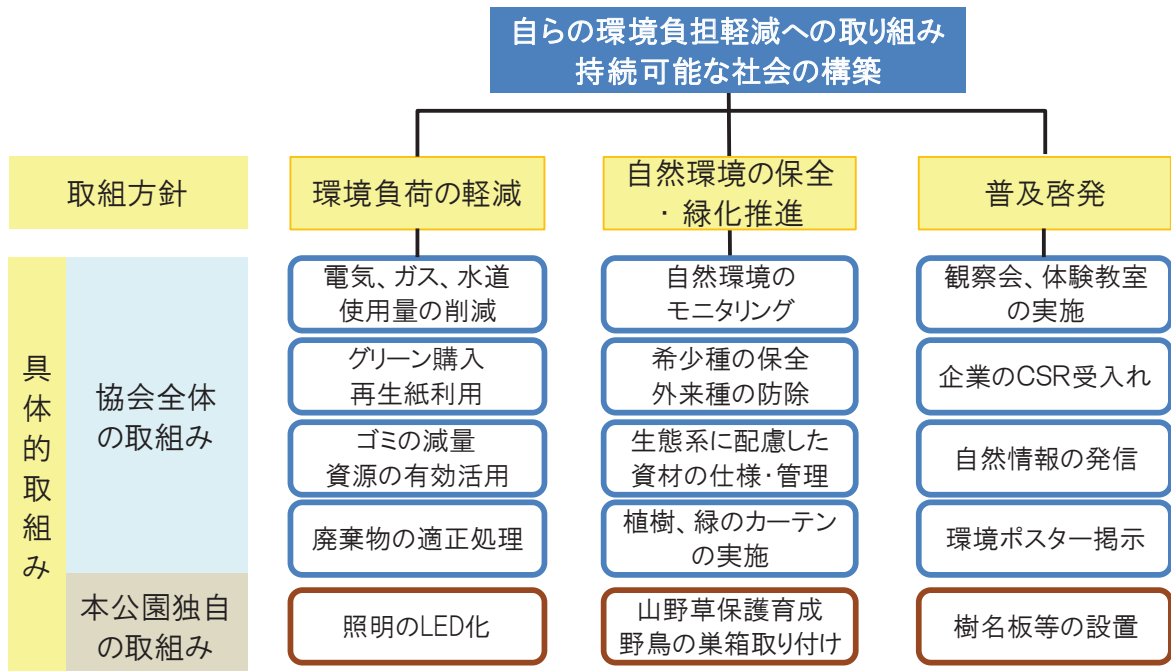 自らの環境負担軽減への取り組み
持続可能な社会の構築
取組方針
環境負荷の軽減
自然環境の保全
・緑化推進
普及啓発
具体的取組み
協会全体
の取組み
電気、ガス、水道
使用量の削減
自然環境の
モニタリング
観察会、体験教室
の実施
グリーン購入
再生紙利用
希少種の保全
外来種の防除
企業のCSR受入れ
ゴミの減量
資源の有効活用
生態系に配慮した
資材の仕様・管理
自然情報の発信
廃棄物の適正処理
植樹、緑のカーテン
の実施
環境ポスター掲示
本公園独自
の取組み
照明のLED化
山野草保護育成
野鳥の巣箱取り付け
樹名板等の設置